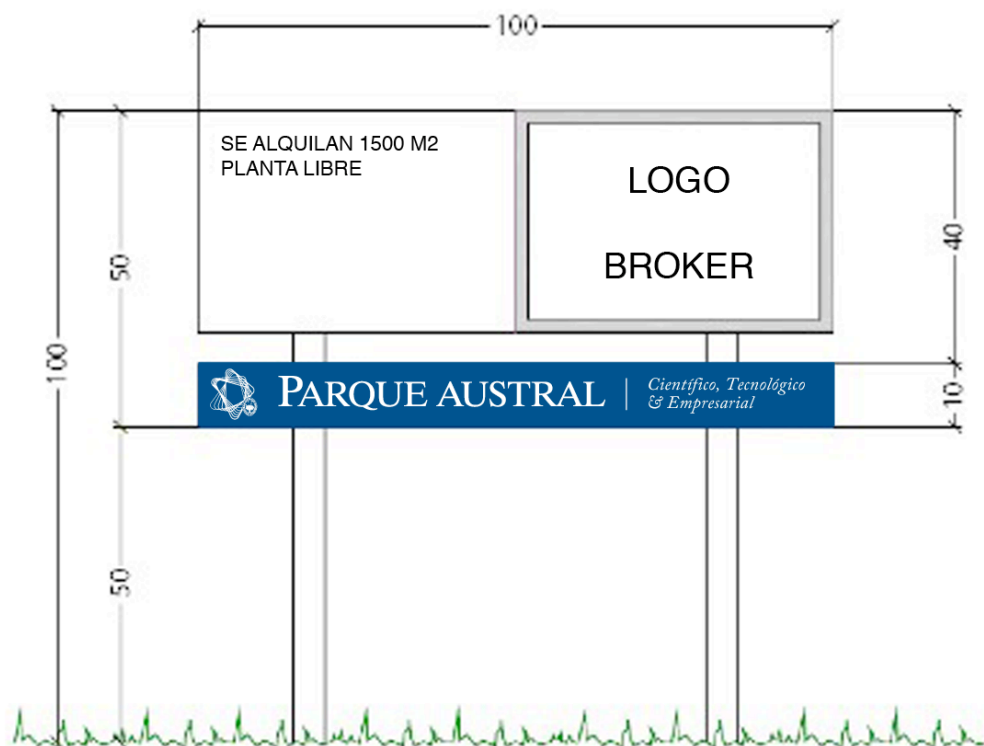 100
SE ALQUILAN 1500 M2
PLANTA LIBRE
LOGO
BROKER
50
40
100
PARQUE AUSTRAL
Científico, Tecnológico
& Empresarial
10
50